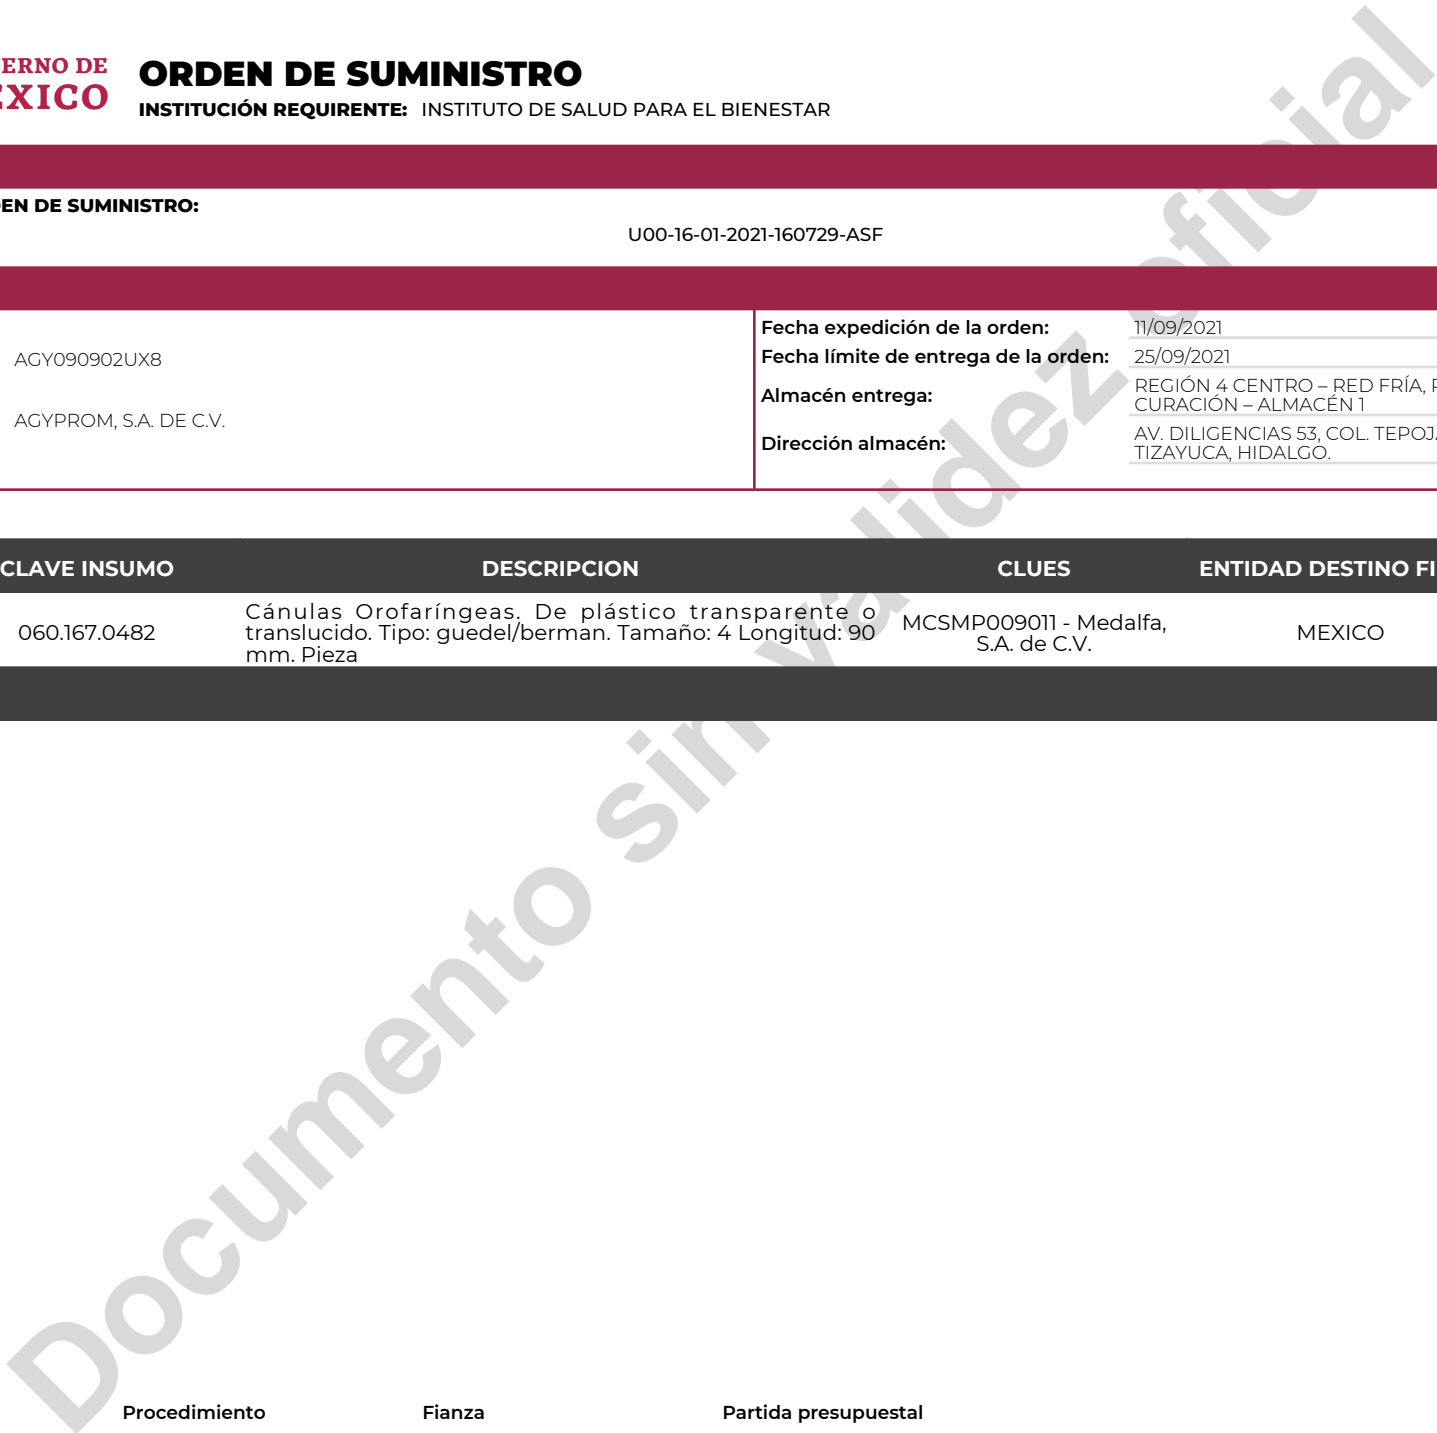 ERNO DE
EXICO
ORDEN DE SUMINISTRO
INSTITUCIÓN REQUIRENTE: INSTITUTO DE SALUD PARA EL BIENESTAR
EN DE SUMINISTRO:
U00-16-01-2021-160729-ASF
AGY090902UX8
AGYPROM, S.A. DE C.V.
Fecha expedición de la orden: 11/09/2021
Fecha límite de entrega de la orden: 25/09/2021
Almacén entrega: REGIÓN 4 CENTRO – RED FRÍA,
CURACIÓN – ALMACÉN 1
Dirección almacén: AV. DILIGENCIAS 53, COL. TEPOJ
TIZAYUCA, HIDALGO.
CLAVE INSUMO DESCRIPCION CLUES ENTIDAD DESTINO FI
060.167.0482
Cánulas Orofaríngeas. De plástico transparente o
translucido. Tipo: guedel/berman. Tamaño: 4 Longitud: 90
mm. Pieza
MCSMP009011 - Medalfa,
S.A. de C.V.
MEXICO
Documento sin validez oficial
Procedimiento Fianza Partida presupuestal